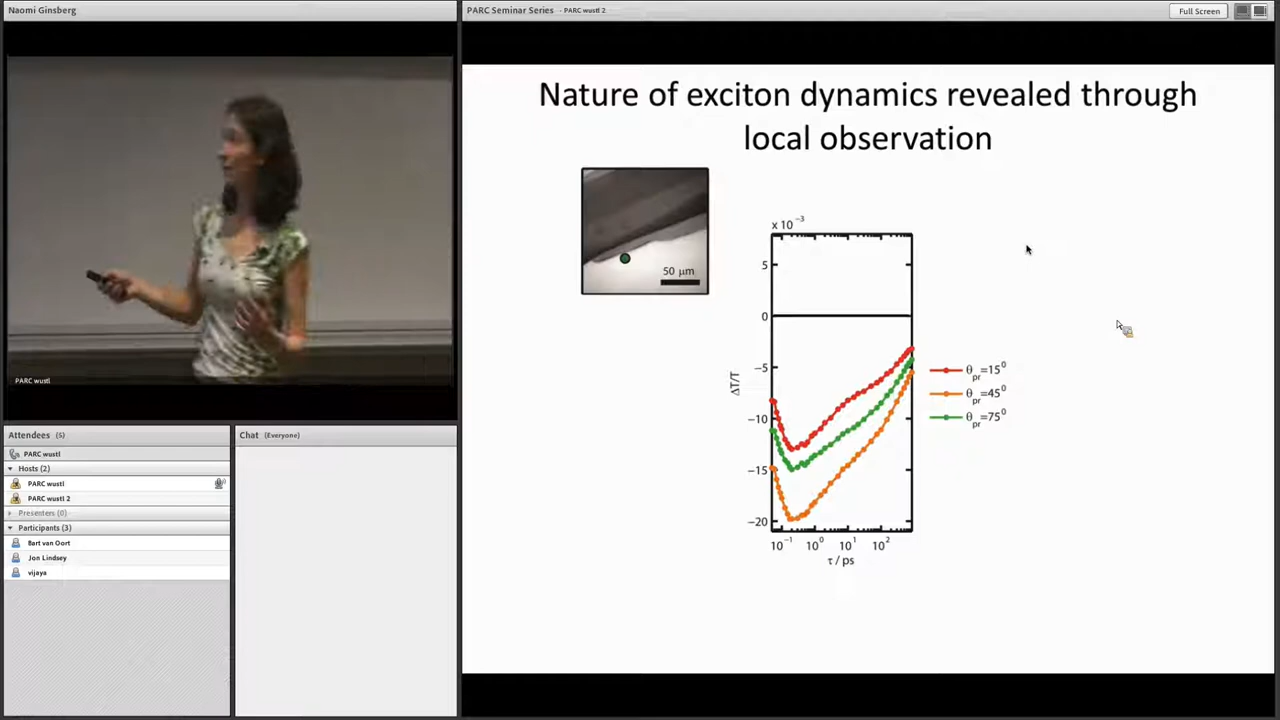 Naomi Ginsberg
PARC wustl
Attendees (5)
PARC wustl
Hosts (2)
PARC wustl
PARC wustl 2
Presenters (0)
Participants (3)
Bart van Oort
Jon Lindsey
vijaya
Chat (Everyone)
PARC Seminar Series - PARC wustl 2
Full Screen
Nature of exciton dynamics revealed through
local observation
50 μm
x 10⁻³
5
0
−5
−10
−15
−20
ΔT/T
10⁻¹ 10⁰ 10¹ 10²
τ / ps
θpr=15⁰
θpr=45⁰
θpr=75⁰